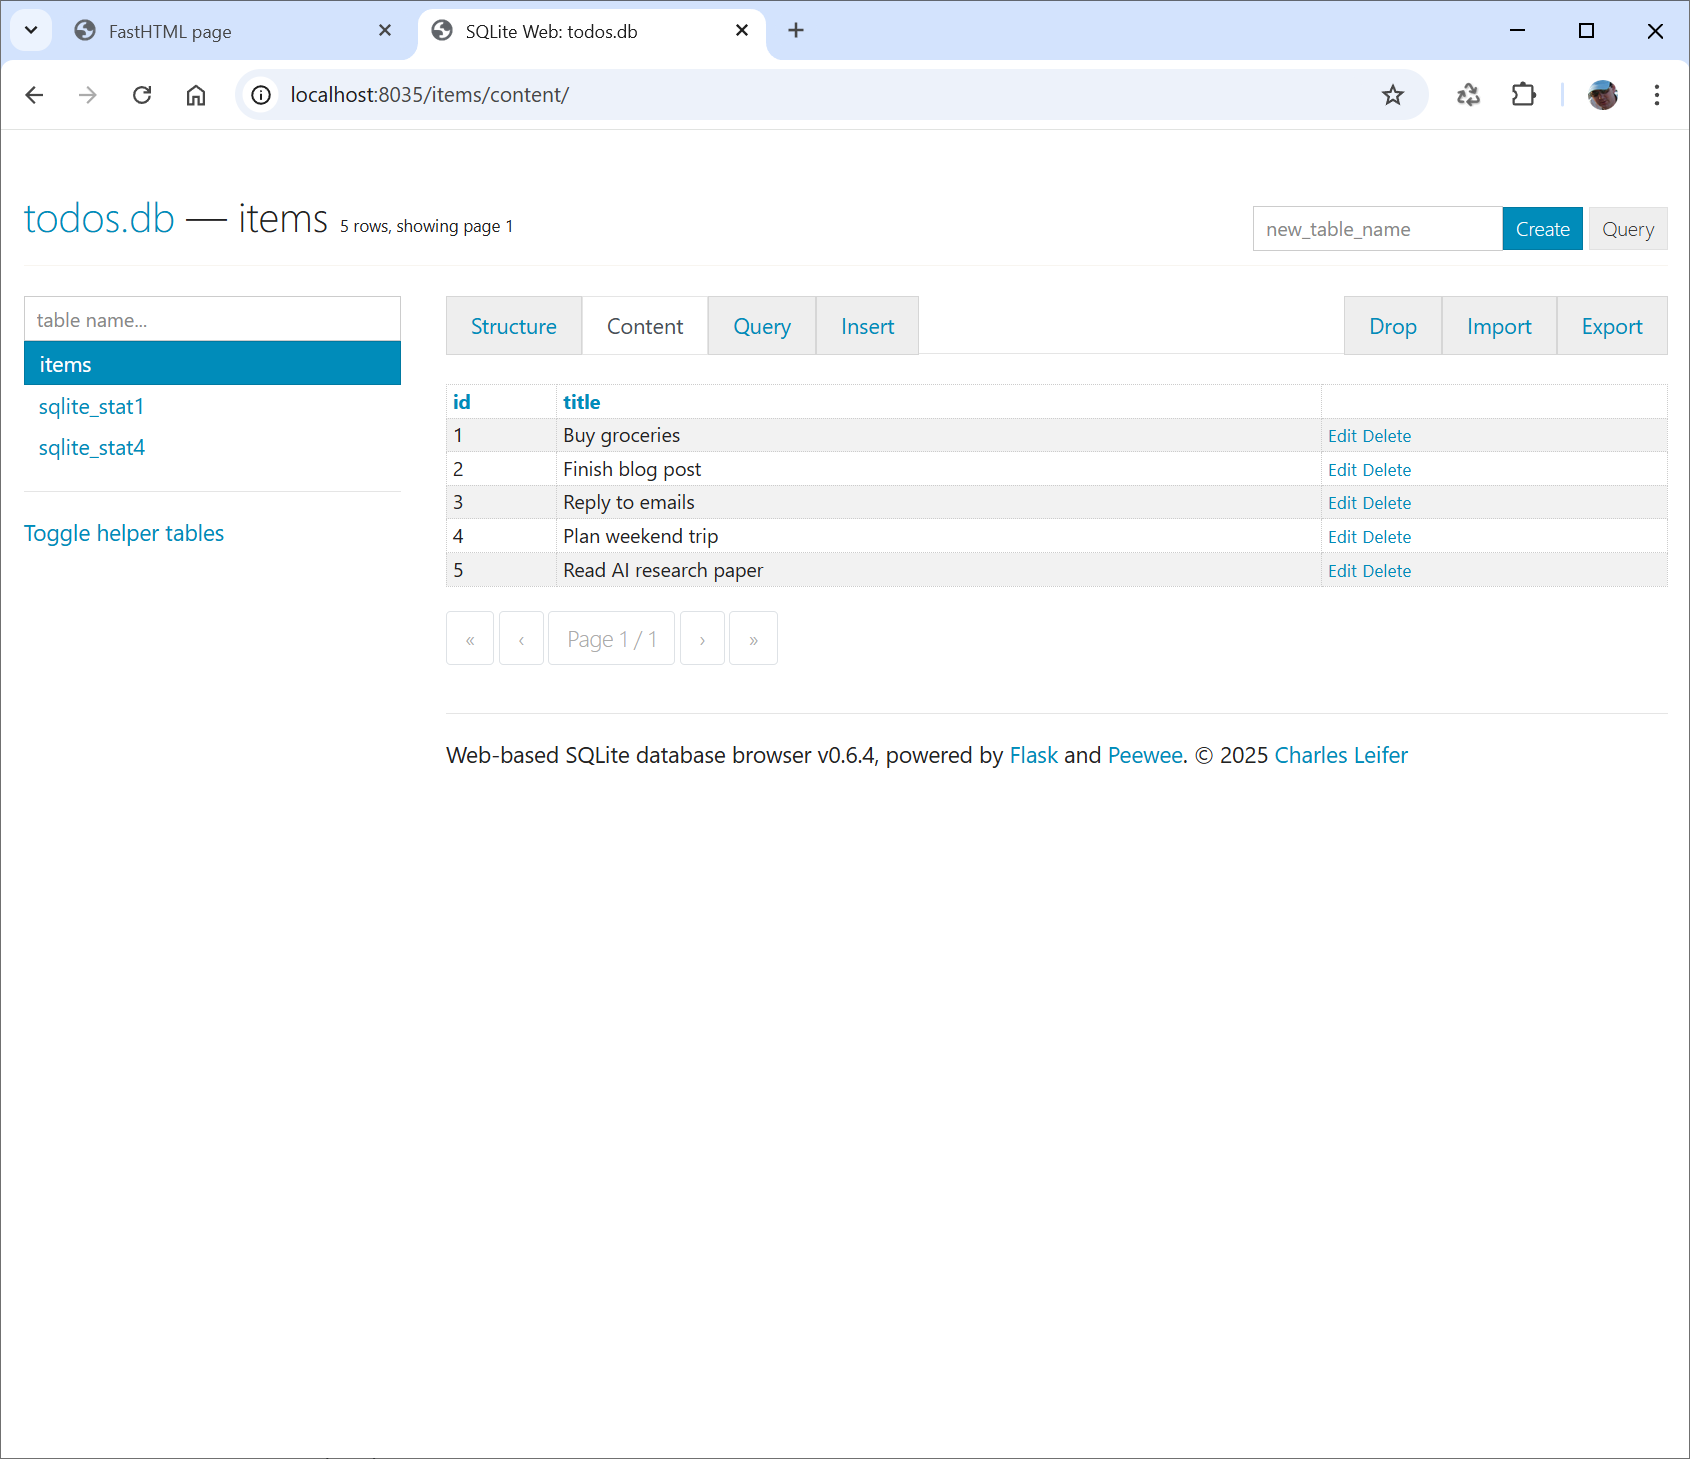 FastHTML page
SQLite Web: todos.db
localhost:8035/items/content/
todos.db — items 5 rows, showing page 1
new_table_name Create Query
table name...
items
sqlite_stat1
sqlite_stat4
Toggle helper tables
Structure Content Query Insert Drop Import Export
id title
1 Buy groceries Edit Delete
2 Finish blog post Edit Delete
3 Reply to emails Edit Delete
4 Plan weekend trip Edit Delete
5 Read AI research paper Edit Delete
« ‹ Page 1 / 1 › »
Web-based SQLite database browser v0.6.4, powered by Flask and Peewee. © 2025 Charles Leifer